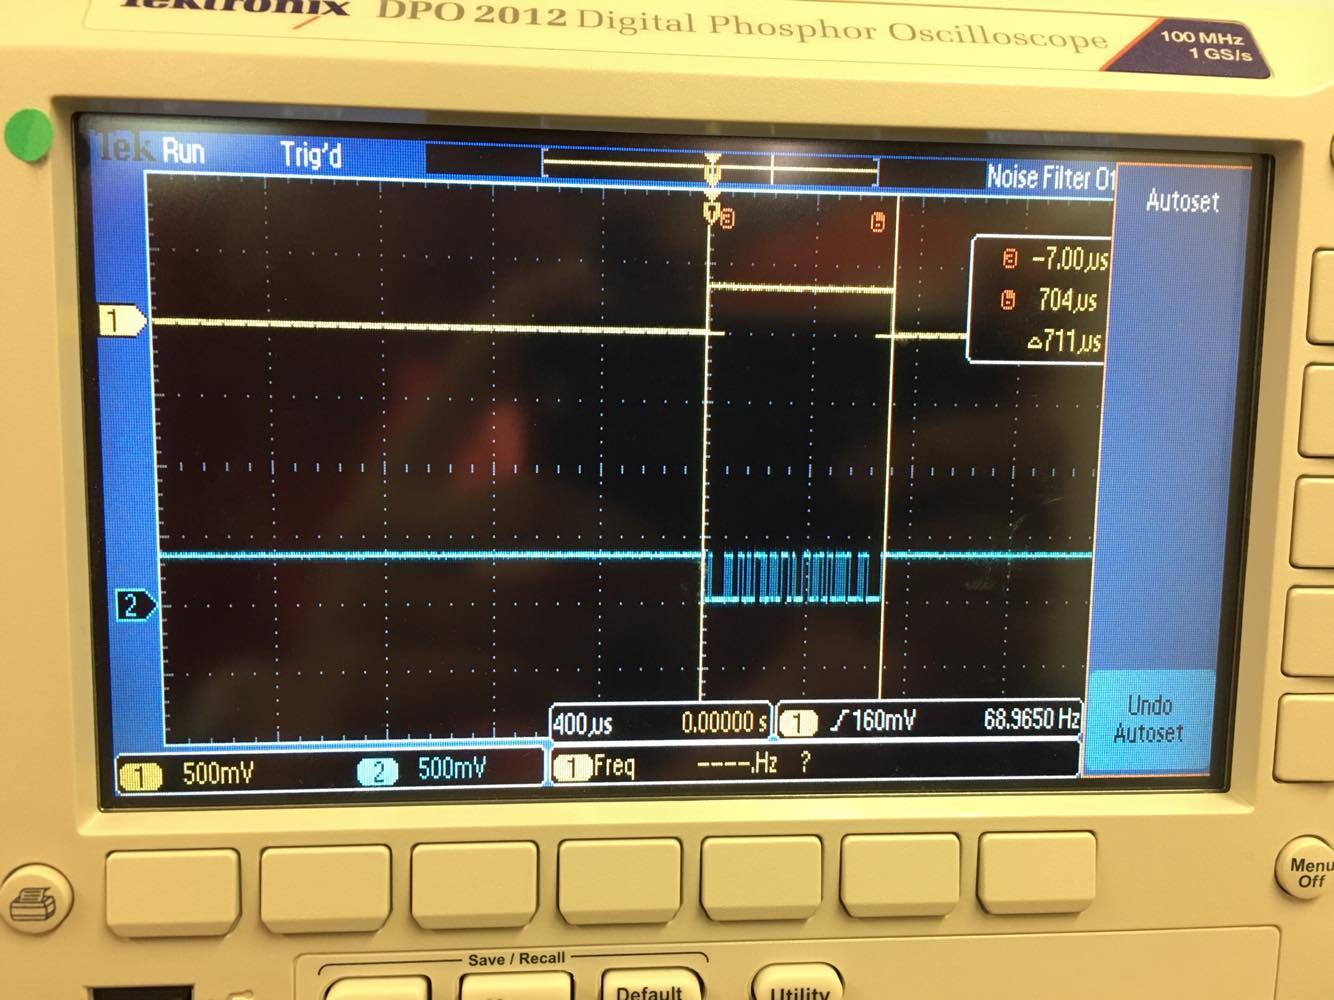 Tektronix DPO 2012 Digital Phosphor Oscilloscope
100 MHz
1 GS/s
Tek Run Trig'd
Noise Filter Of
Autoset
a b
a -7.00µs
b 704µs
△711µs
1
2
400µs 0.00000 s
1 160mV 68.9650 Hz
1 500mV
2 500mV
1 Freq ----.Hz ?
Undo
Autoset
Menu
Off
Save / Recall
Default
Utility